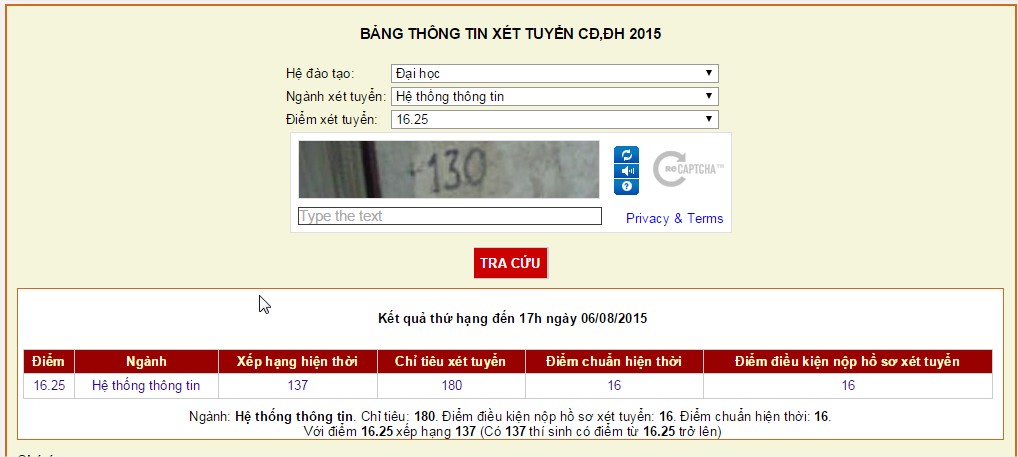 BẢNG THÔNG TIN XÉT TUYỂN CĐ,ĐH 2015
Hệ đào tạo: Đại học
Ngành xét tuyển: Hệ thống thông tin
Điểm xét tuyển: 16.25
130
reCAPTCHA™
Type the text
Privacy & Terms
TRA CỨU
Kết quả thứ hạng đến 17h ngày 06/08/2015
Điểm Ngành Xếp hạng hiện thời Chỉ tiêu xét tuyển Điểm chuẩn hiện thời Điểm điều kiện nộp hồ sơ xét tuyển
16.25 Hệ thống thông tin 137 180 16 16
Ngành: Hệ thống thông tin. Chỉ tiêu: 180. Điểm điều kiện nộp hồ sơ xét tuyển: 16. Điểm chuẩn hiện thời: 16.
Với điểm 16.25 xếp hạng 137 (Có 137 thí sinh có điểm từ 16.25 trở lên)